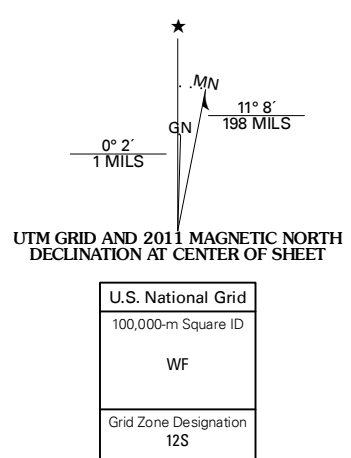 ★
MN
11° 8´
198 MILS
GN
0° 2´
1 MILS
UTM GRID AND 2011 MAGNETIC NORTH
DECLINATION AT CENTER OF SHEET
U.S. National Grid
100,000-m Square ID
WF
Grid Zone Designation
12S